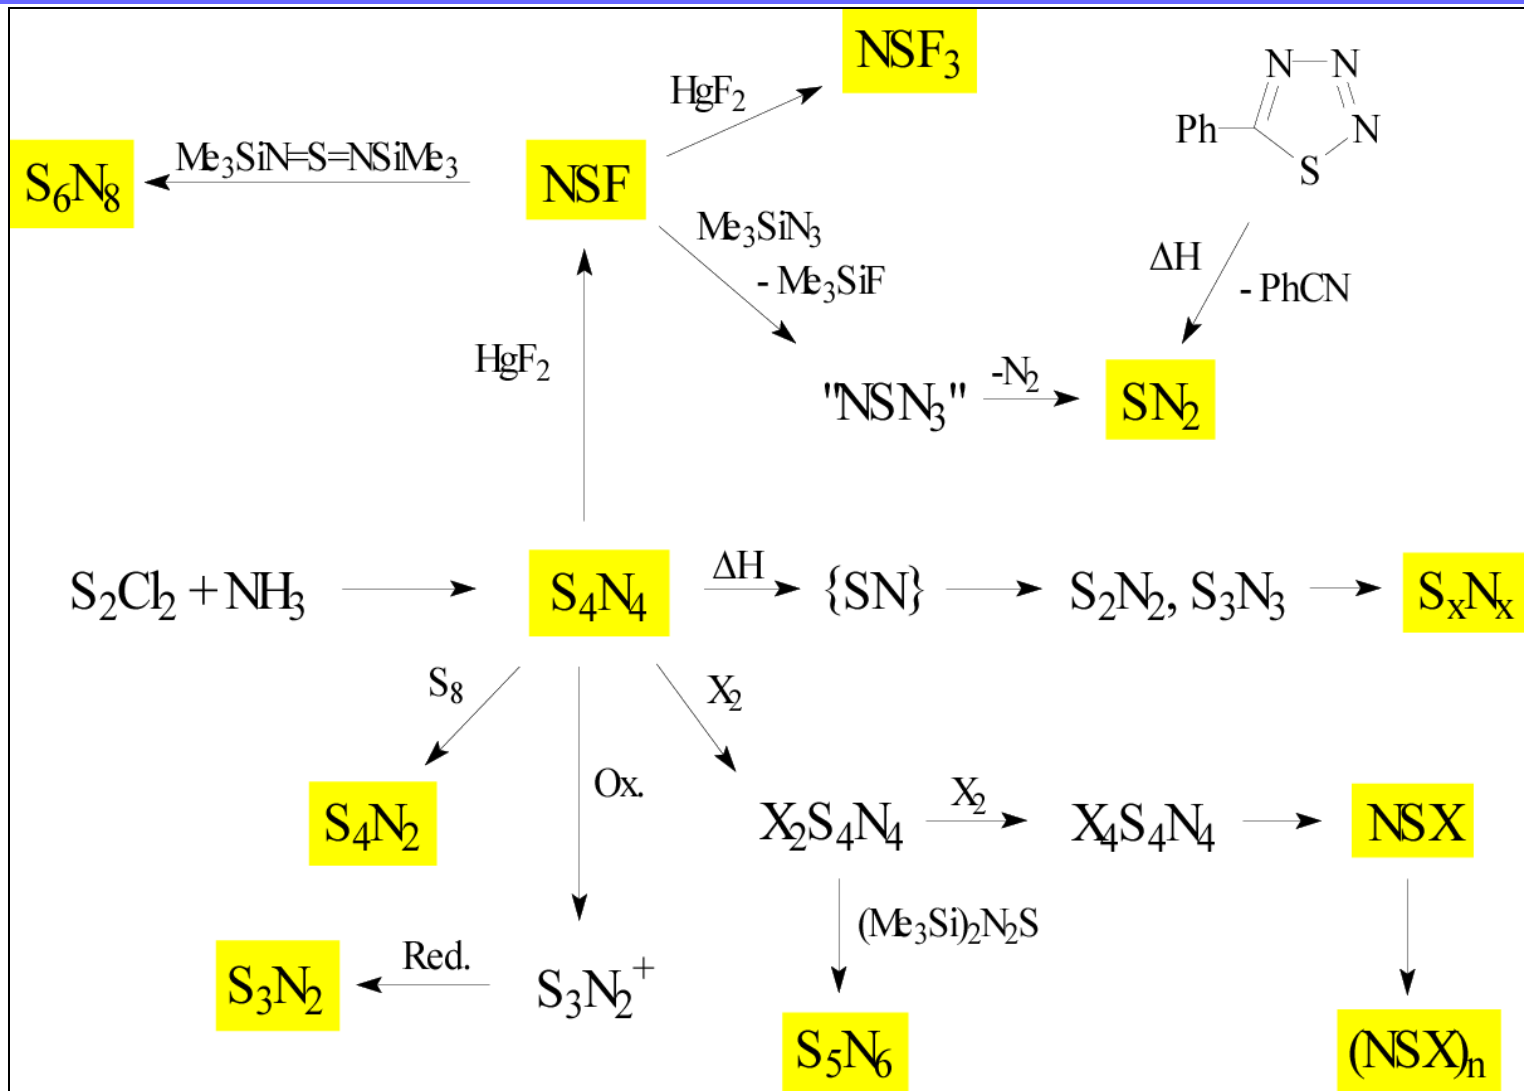 NSF₃
HgF₂
N N
Ph N
S
Me₃SiN=S=NSiMe₃
S₆N₈
NSF
Me₃SiN₃
- Me₃SiF
ΔH
- PhCN
HgF₂
"NSN₃"
-N₂
SN₂
S₂Cl₂ + NH₃
S₄N₄
ΔH
{SN}
S₂N₂, S₃N₃
SₓNₓ
S₈
X₂
Ox.
S₄N₂
X₂S₄N₄
X₂
X₄S₄N₄
NSX
(Me₃Si)₂N₂S
S₃N₂
Red.
S₃N₂⁺
S₅N₆
(NSX)ₙ